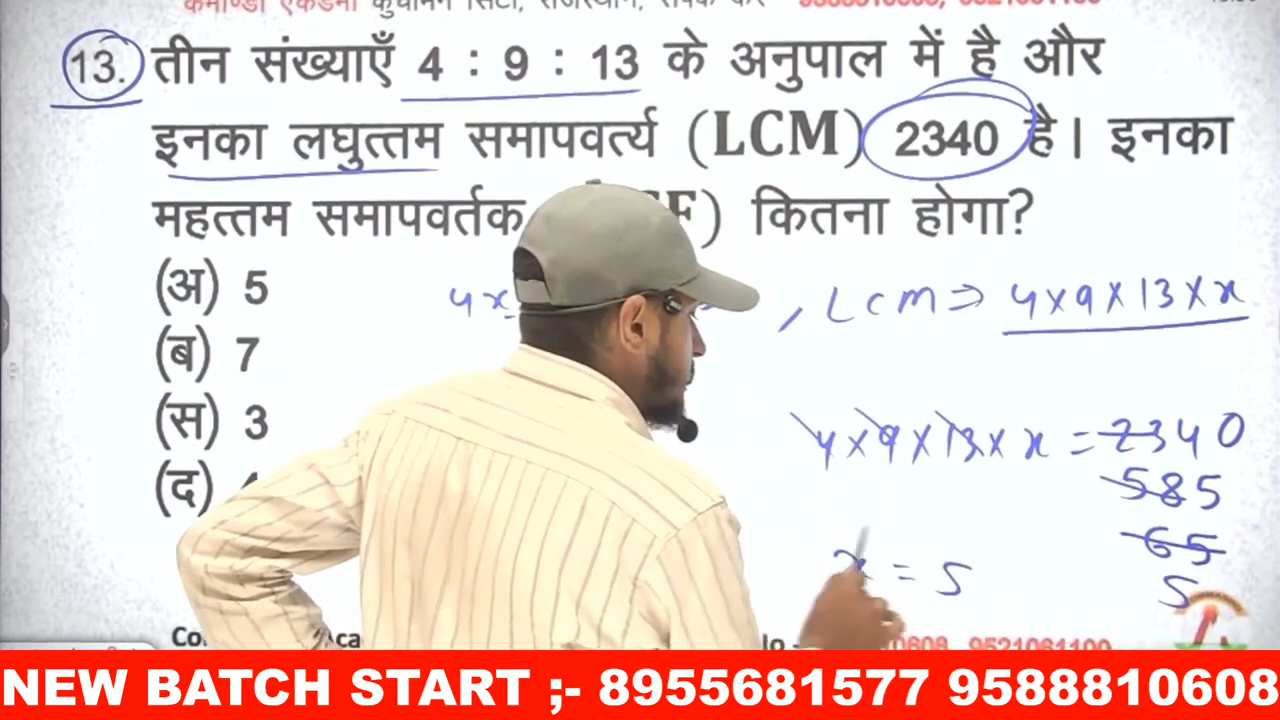 13. तीन संख्याएँ 4 : 9 : 13 के अनुपाल में है और
इनका लघुत्तम समापवर्त्य (LCM) 2340 है। इनका
महत्तम समापवर्तक F) कितना होगा?
(अ) 5
(ब) 7
(स) 3
(द)
4x , LCM ⇒ 4×9×13×x
4×9×13×x = 2340
585
65
x = 5
5
NEW BATCH START ;- 8955681577 9588810608